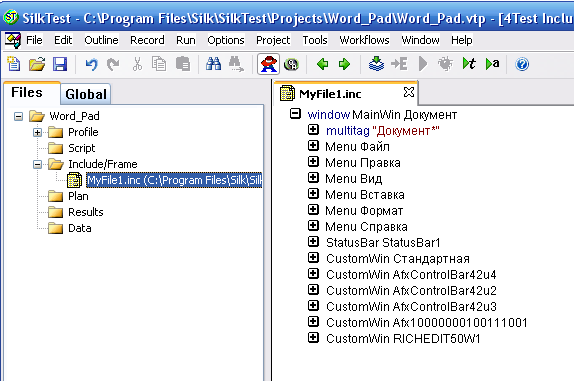 SilkTest - C:\Program Files\Silk\SilkTest\Projects\Word_Pad\Word_Pad.vtp - [4Test Inclu
File Edit Outline Record Run Options Project Tools Workflows Window Help
Files Global
Word_Pad
Profile
Script
Include/Frame
MyFile1.inc (C:\Program Files\Silk\Sil
Plan
Results
Data
MyFile1.inc
window MainWin Документ
multitag "Документ*"
Menu Файл
Menu Правка
Menu Вид
Menu Вставка
Menu Формат
Menu Справка
StatusBar StatusBar1
CustomWin Стандартная
CustomWin AfxControlBar42u4
CustomWin AfxControlBar42u2
CustomWin AfxControlBar42u3
CustomWin Afx10000000100111001
CustomWin RICHEDIT50W1